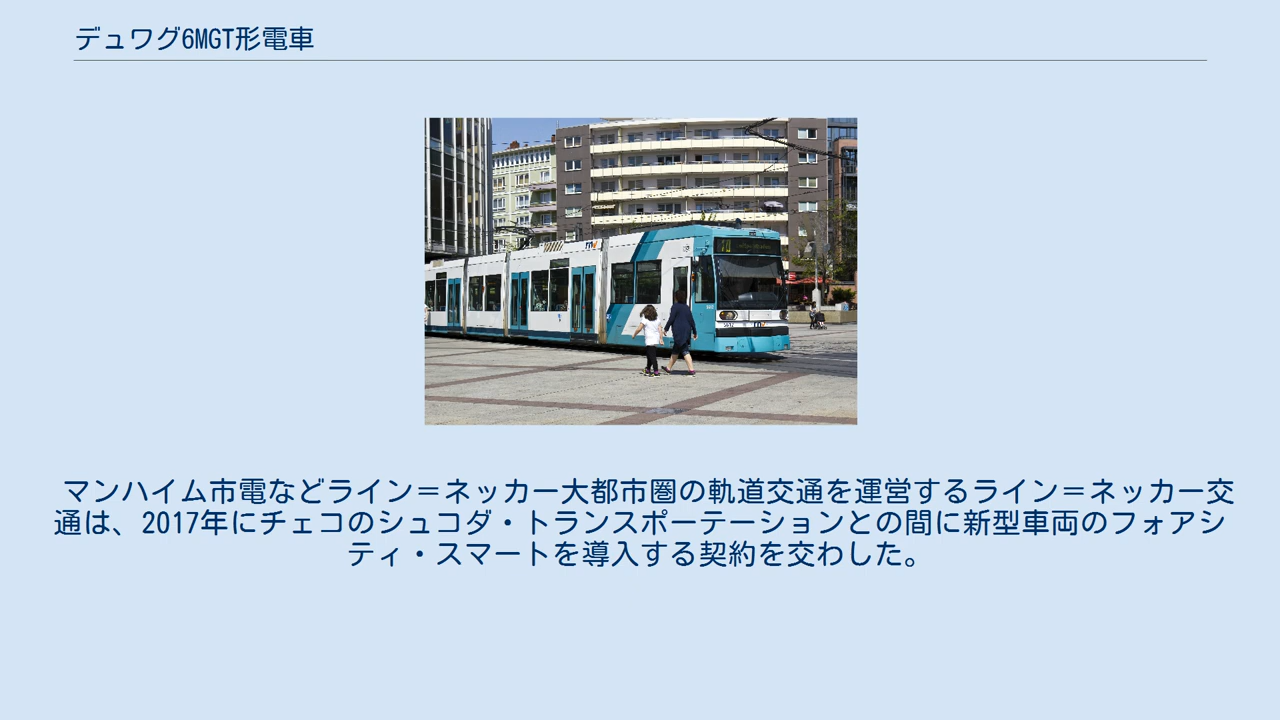 デュワグ6MGT形電車
マンハイム市電などライン＝ネッカー大都市圏の軌道交通を運営するライン＝ネッカー交
通は、2017年にチェコのシュコダ・トランスポーテーションとの間に新型車両のフォアシ
ティ・スマートを導入する契約を交わした。